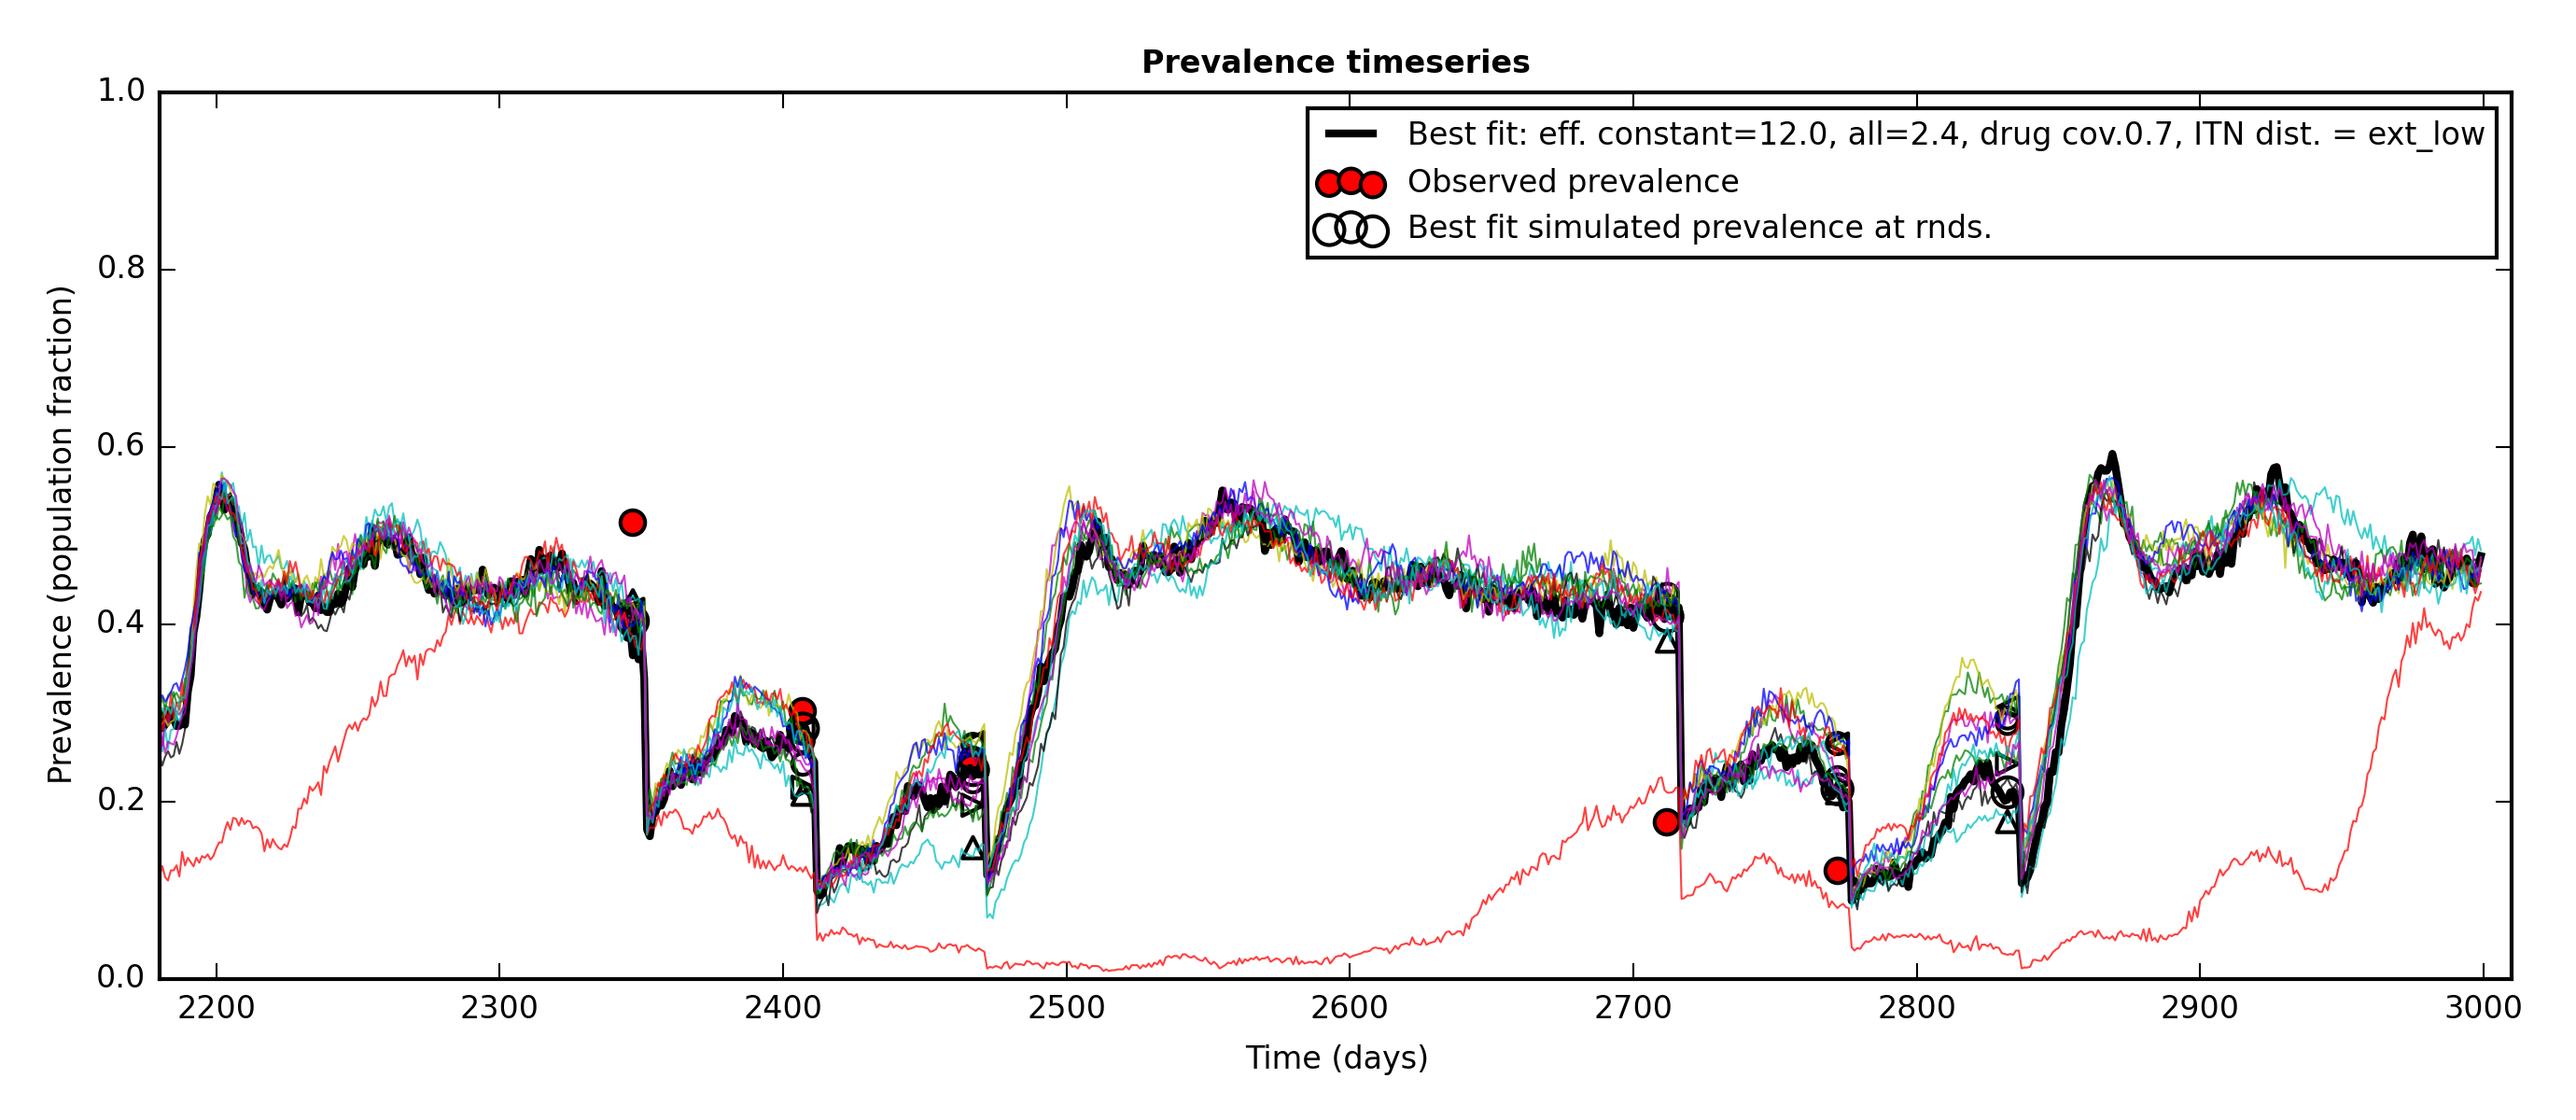 Prevalence timeseries
Best fit: eff. constant=12.0, all=2.4, drug cov.0.7, ITN dist. = ext_low
Observed prevalence
Best fit simulated prevalence at rnds.
Prevalence (population fraction)
1.0
0.8
0.6
0.4
0.2
0.0
2200 2300 2400 2500 2600 2700 2800 2900 3000
Time (days)